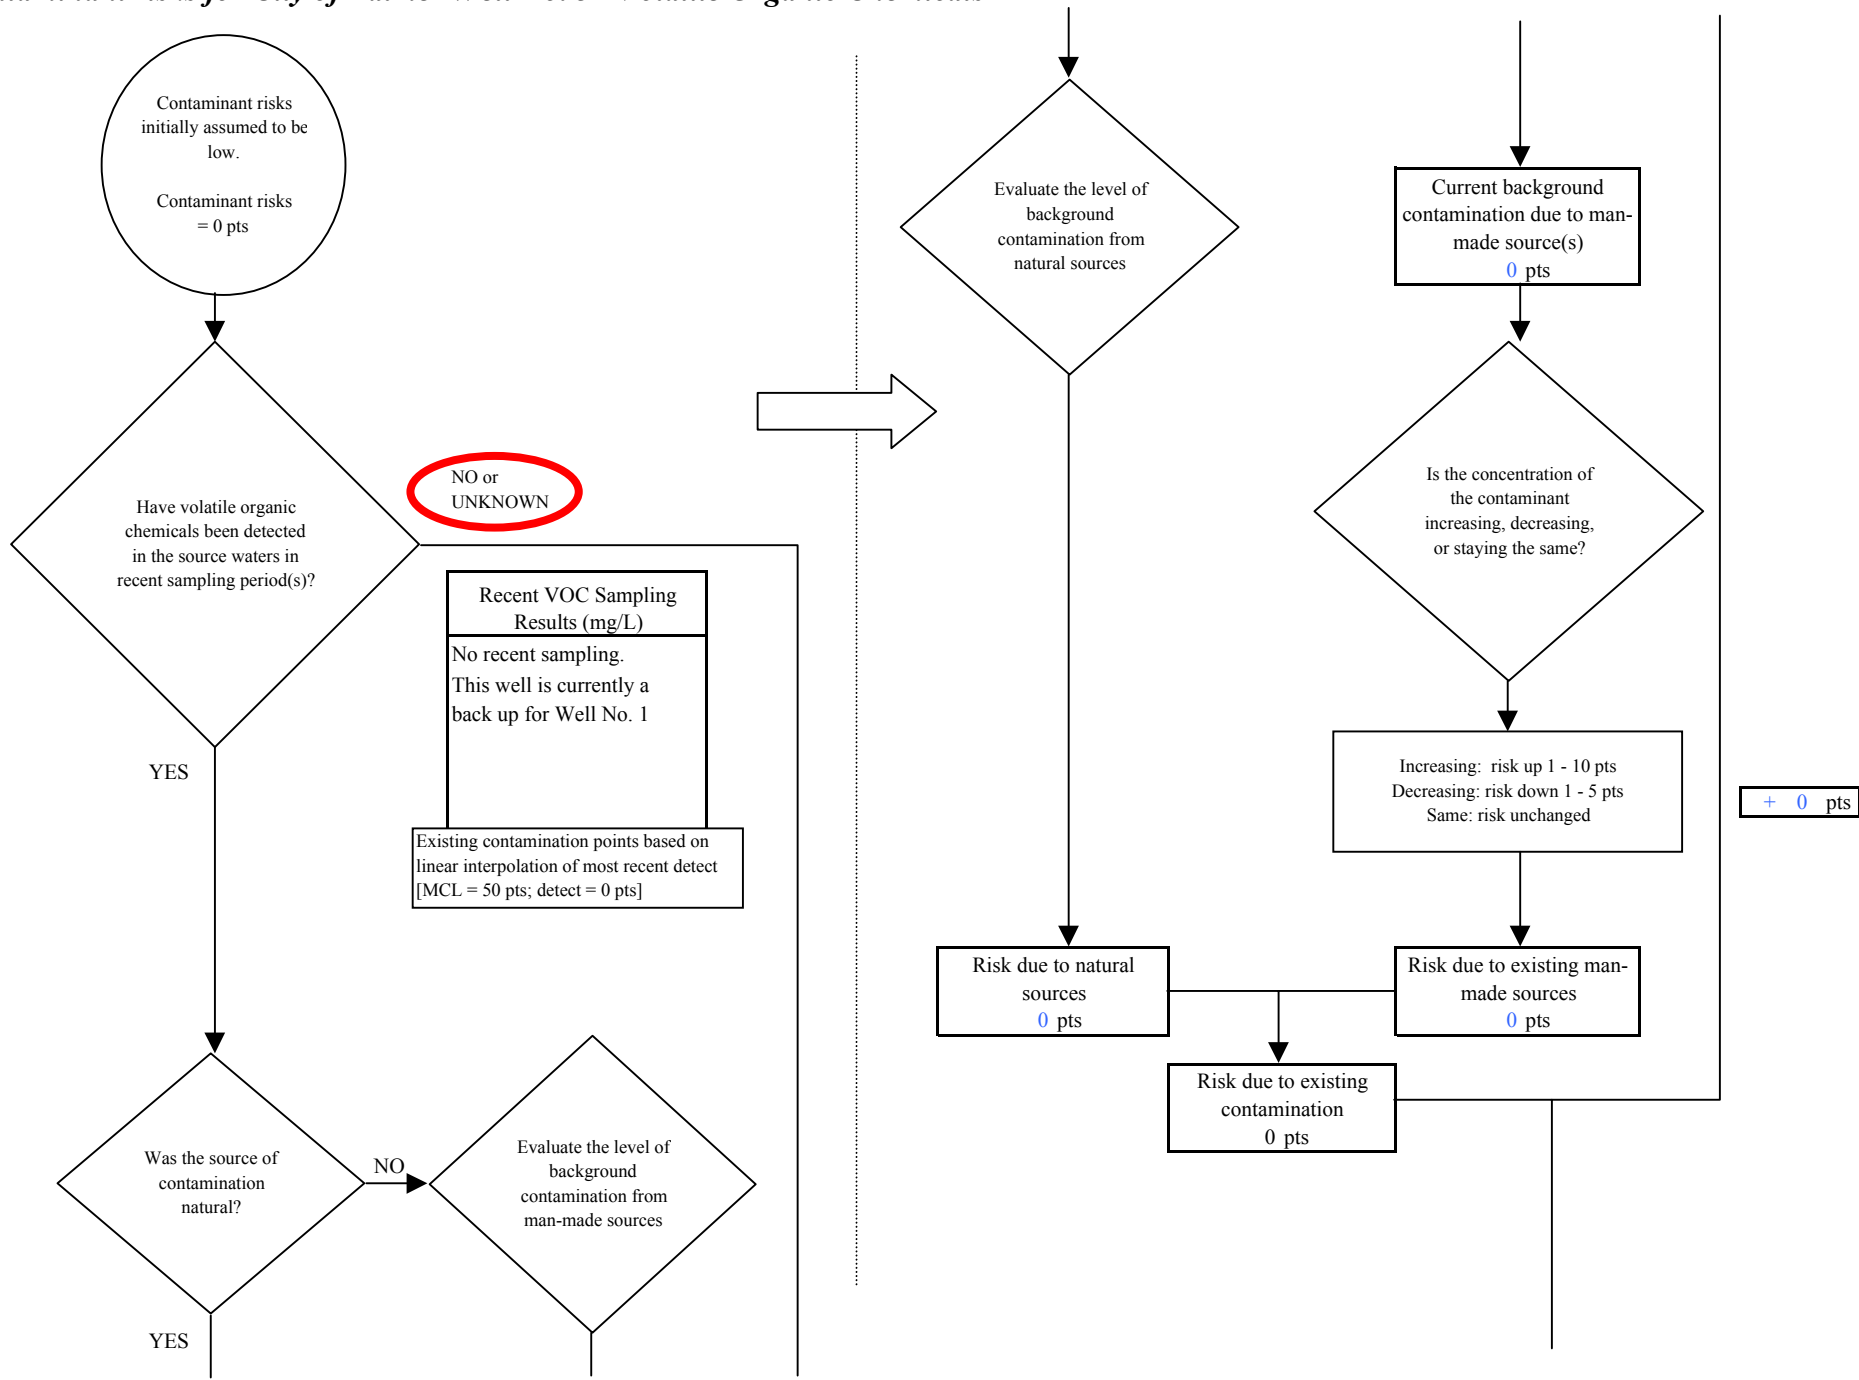 Volatile Organic Chemicals
Contaminant risks
initially assumed to be
low.
Contaminant risks
= 0 pts
Have volatile organic
chemicals been detected
in the source waters in
recent sampling period(s)?
NO or
UNKNOWN
Recent VOC Sampling
Results (mg/L)
No recent sampling.
This well is currently a
back up for Well No. 1
Existing contamination points based on
linear interpolation of most recent detect
[MCL = 50 pts; detect = 0 pts]
YES
Was the source of
contamination
natural?
NO
Evaluate the level of
background
contamination from
man-made sources
YES
Evaluate the level of
background
contamination from
natural sources
Current background
contamination due to man-
made source(s)
0 pts
Is the concentration of
the contaminant
increasing, decreasing,
or staying the same?
Increasing: risk up 1 - 10 pts
Decreasing: risk down 1 - 5 pts
Same: risk unchanged
+ 0 pts
Risk due to natural
sources
0 pts
Risk due to existing man-
made sources
0 pts
Risk due to existing
contamination
0 pts